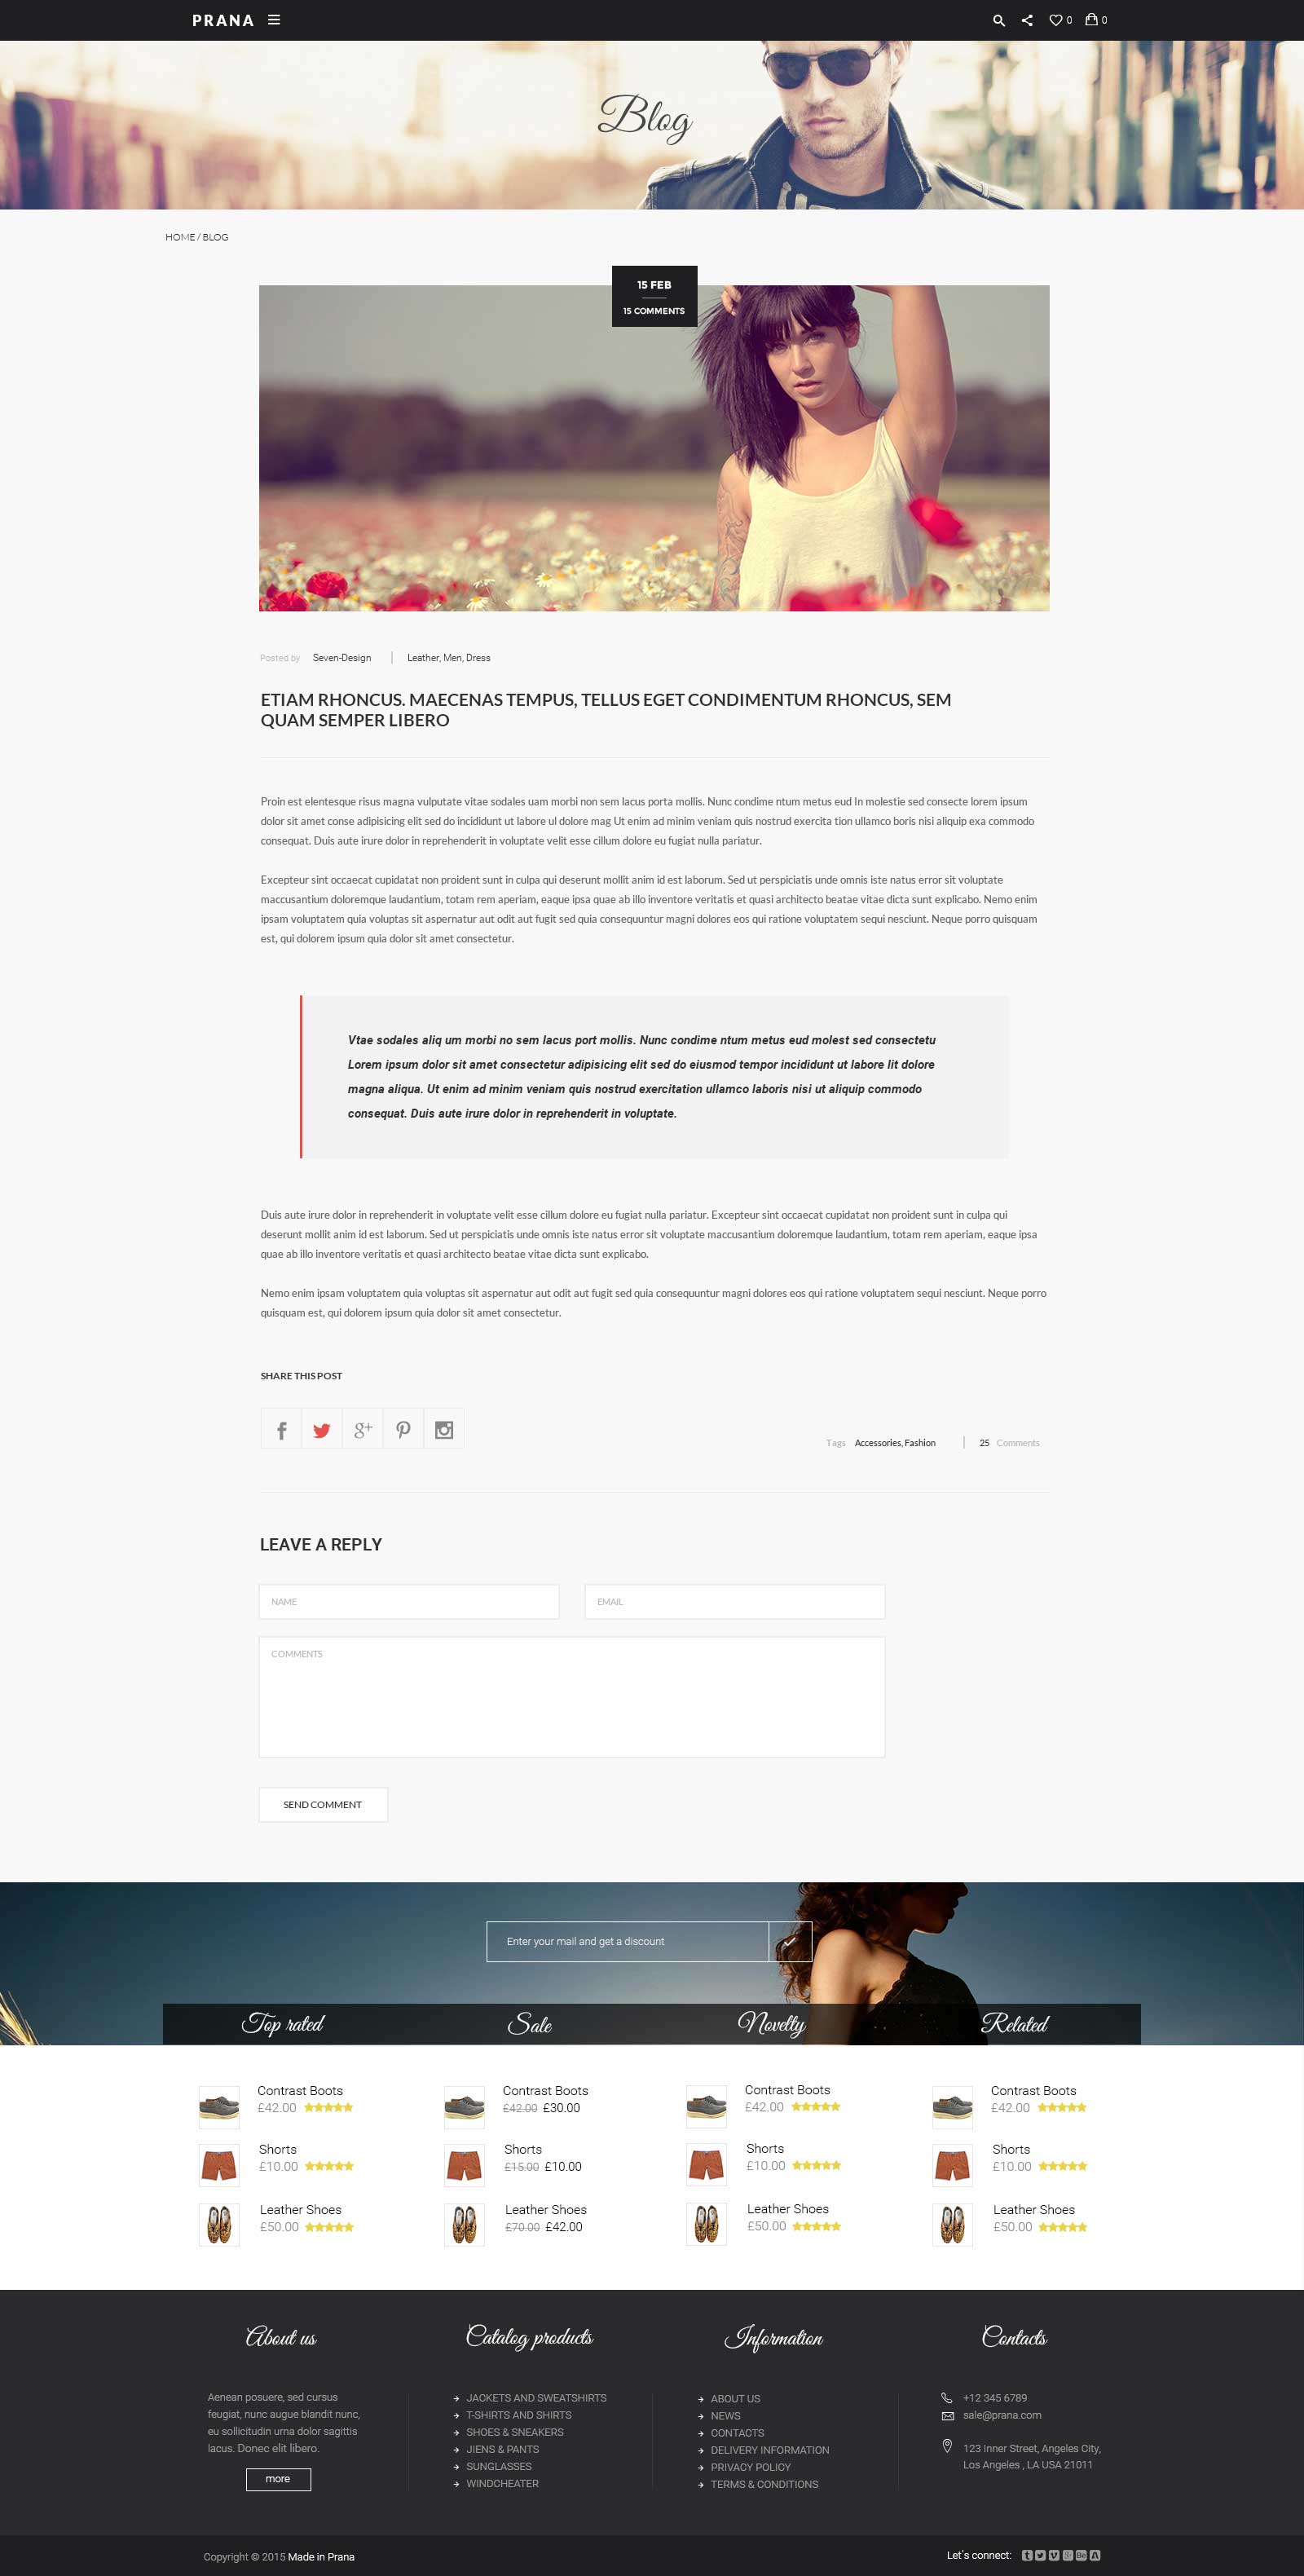 PRANA
0
0
Blog
HOME / BLOG
15 FEB
15 COMMENTS
Posted by Seven-Design Leather, Men, Dress
ETIAM RHONCUS. MAECENAS TEMPUS, TELLUS EGET CONDIMENTUM RHONCUS, SEM
QUAM SEMPER LIBERO
Proin est elentesque risus magna vulputate vitae sodales uam morbi non sem lacus porta mollis. Nunc condime ntum metus eud In molestie sed consecte lorem ipsum
dolor sit amet conse adipisicing elit sed do incididunt ut labore ul dolore mag Ut enim ad minim veniam quis nostrud exercita tion ullamco boris nisi aliquip exa commodo
consequat. Duis aute irure dolor in reprehenderit in voluptate velit esse cillum dolore eu fugiat nulla pariatur.
Excepteur sint occaecat cupidatat non proident sunt in culpa qui deserunt mollit anim id est laborum. Sed ut perspiciatis unde omnis iste natus error sit voluptate
maccusantium doloremque laudantium, totam rem aperiam, eaque ipsa quae ab illo inventore veritatis et quasi architecto beatae vitae dicta sunt explicabo. Nemo enim
ipsam voluptatem quia voluptas sit aspernatur aut odit aut fugit sed quia consequuntur magni dolores eos qui ratione voluptatem sequi nesciunt. Neque porro quisquam
est, qui dolorem ipsum quia dolor sit amet consectetur.
Vtae sodales aliq um morbi no sem lacus port mollis. Nunc condime ntum metus eud molest sed consectetu
Lorem ipsum dolor sit amet consectetur adipisicing elit sed do eiusmod tempor incididunt ut labore lit dolore
magna aliqua. Ut enim ad minim veniam quis nostrud exercitation ullamco laboris nisi ut aliquip commodo
consequat. Duis aute irure dolor in reprehenderit in voluptate.
Duis aute irure dolor in reprehenderit in voluptate velit esse cillum dolore eu fugiat nulla pariatur. Excepteur sint occaecat cupidatat non proident sunt in culpa qui
deserunt mollit anim id est laborum. Sed ut perspiciatis unde omnis iste natus error sit voluptate maccusantium doloremque laudantium, totam rem aperiam, eaque ipsa
quae ab illo inventore veritatis et quasi architecto beatae vitae dicta sunt explicabo.
Nemo enim ipsam voluptatem quia voluptas sit aspernatur aut odit aut fugit sed quia consequuntur magni dolores eos qui ratione voluptatem sequi nesciunt. Neque porro
quisquam est, qui dolorem ipsum quia dolor sit amet consectetur.
SHARE THIS POST
Tags Accessories, Fashion 25 Comments
LEAVE A REPLY
NAME
EMAIL
COMMENTS
SEND COMMENT
Enter your mail and get a discount
Top rated
Contrast Boots
£42.00
Shorts
£10.00
Leather Shoes
£50.00
Sale
Contrast Boots
£42.00 £30.00
Shorts
£15.00 £10.00
Leather Shoes
£70.00 £42.00
Novelty
Contrast Boots
£42.00
Shorts
£10.00
Leather Shoes
£50.00
Related
Contrast Boots
£42.00
Shorts
£10.00
Leather Shoes
£50.00
About us
Aenean posuere, sed cursus
feugiat, nunc augue blandit nunc,
eu sollicitudin urna dolor sagittis
lacus. Donec elit libero.
more
Catalog products
JACKETS AND SWEATSHIRTS
T-SHIRTS AND SHIRTS
SHOES & SNEAKERS
JIENS & PANTS
SUNGLASSES
WINDCHEATER
Information
ABOUT US
NEWS
CONTACTS
DELIVERY INFORMATION
PRIVACY POLICY
TERMS & CONDITIONS
Contacts
+12 345 6789
sale@prana.com
123 Inner Street, Angeles City,
Los Angeles , LA USA 21011
Copyright © 2015 Made in Prana
Let's connect: